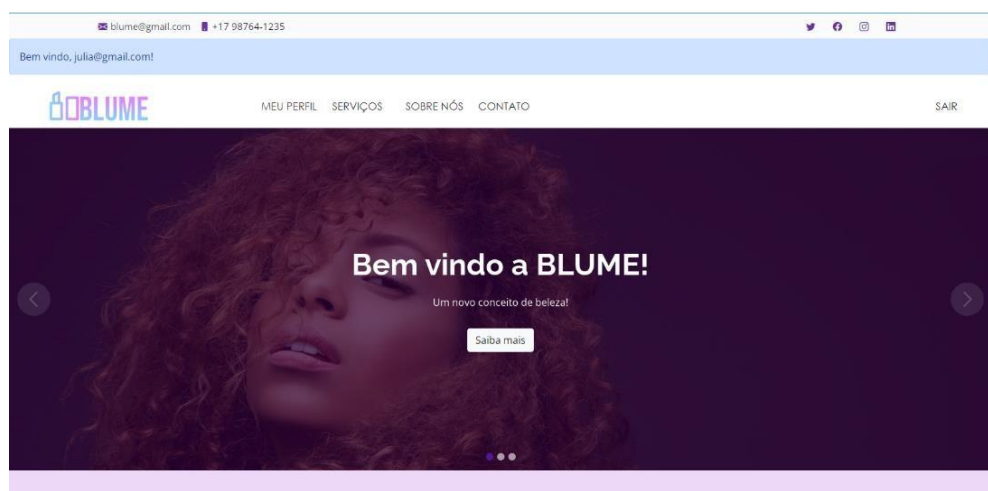 blume@gmail.com +17 98764-1235
Bem vindo, julia@gmail.com!
BLUME
MEU PERFIL SERVIÇOS SOBRE NÓS CONTATO SAIR
Bem vindo a BLUME!
Um novo conceito de beleza!
Saiba mais